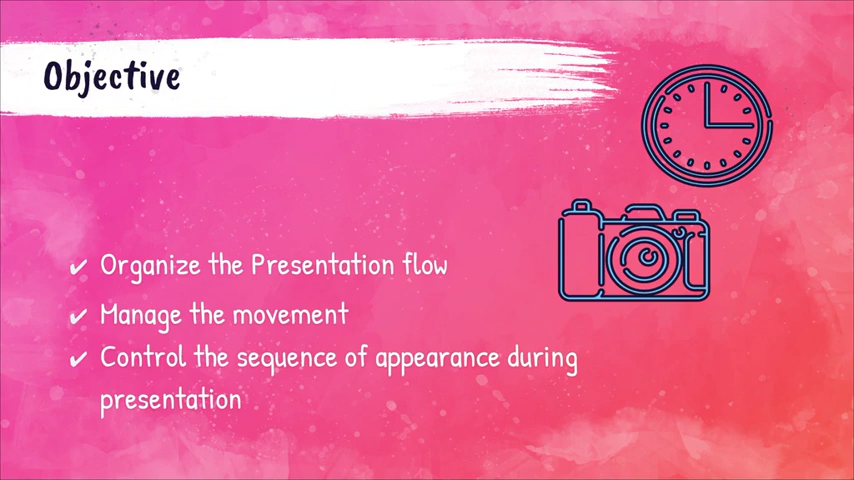 Objective
✔ Organize the Presentation flow
✔ Manage the movement
✔ Control the sequence of appearance during
presentation